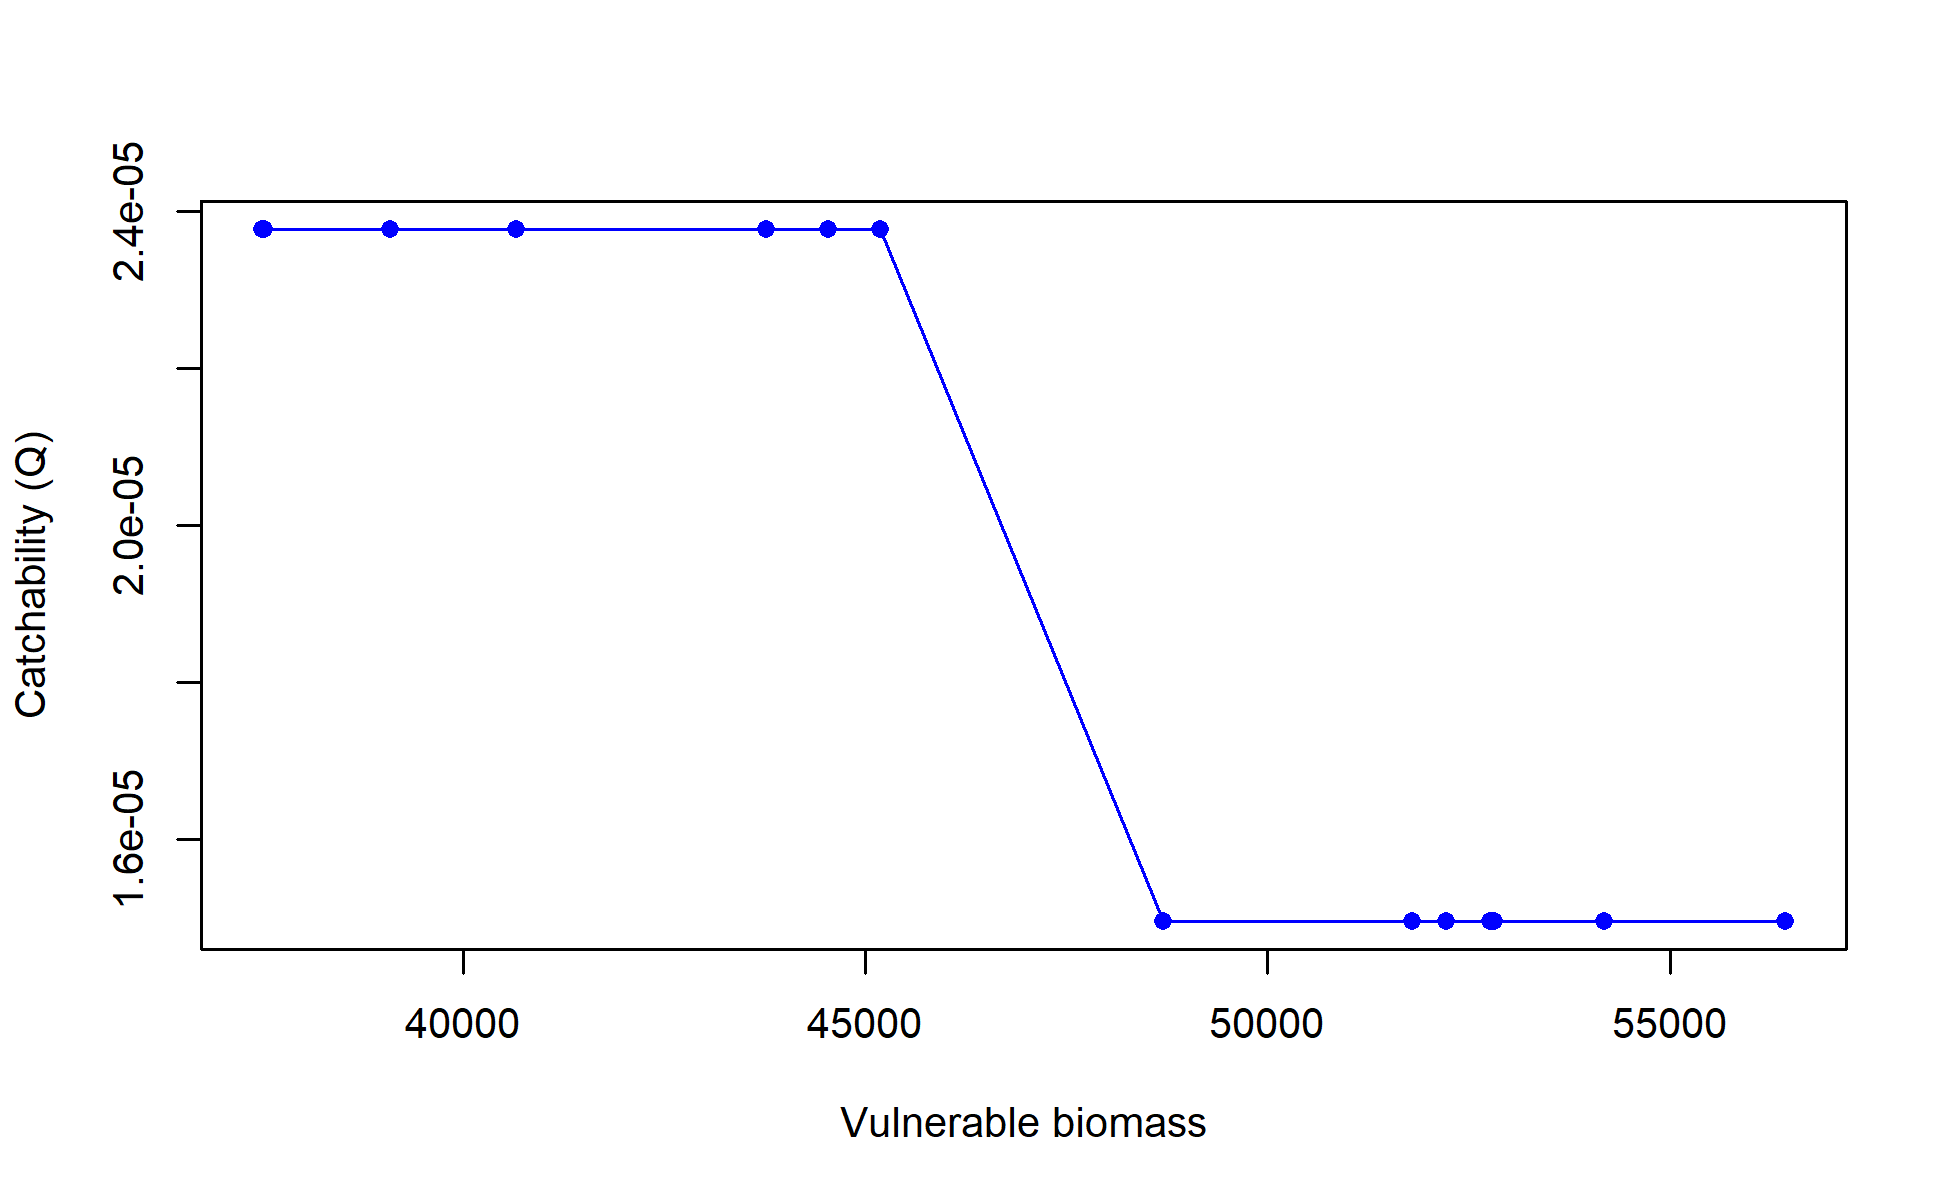 2.4e-05
2.0e-05
1.6e-05
Catchability (Q)
40000 45000 50000 55000
Vulnerable biomass